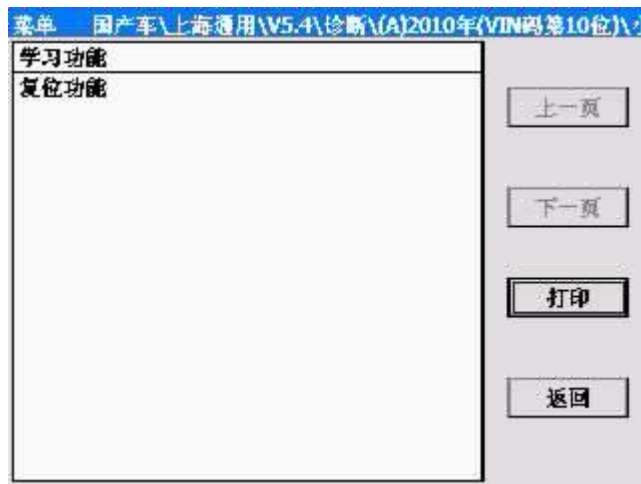 菜单 国产车\上海通用\V5.4\诊断\(A)2010年(VIN码第10位)\
学习功能
复位功能
上一页
下一页
打印
返回